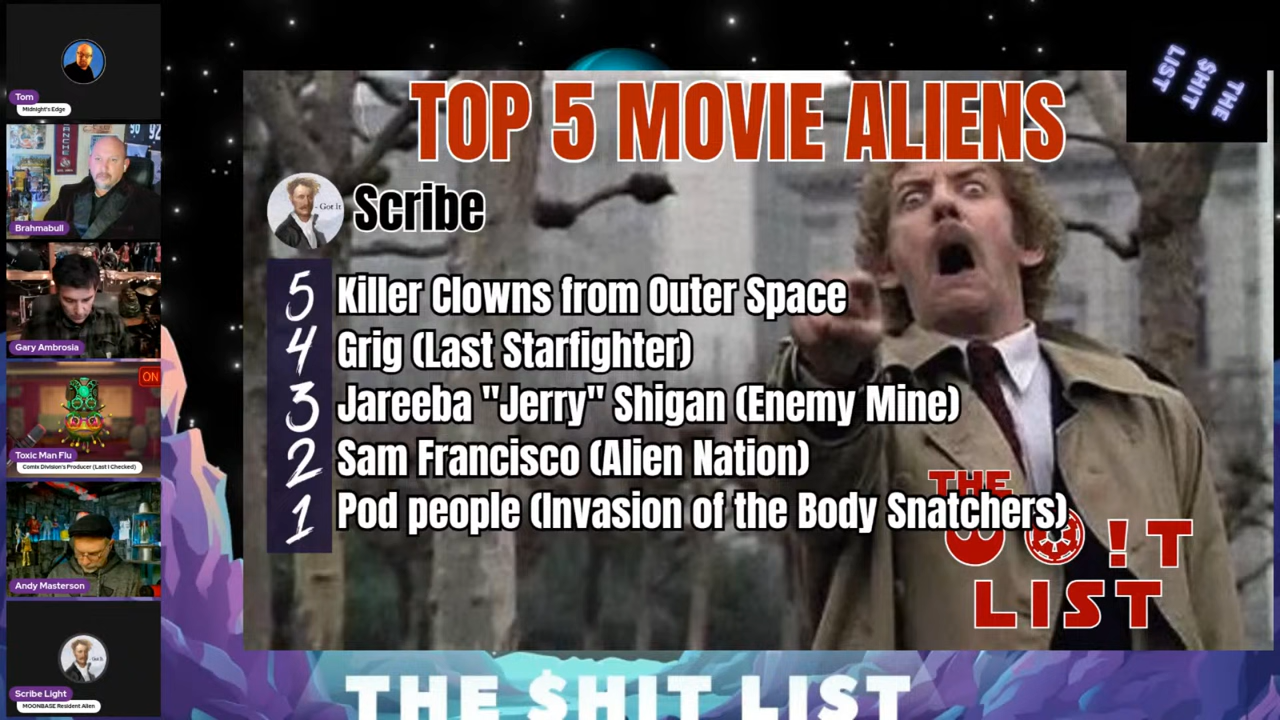 Tom
Midnight's Edge
Brahmabull
Gary Ambrosia
ON
Toxic Man Flu
Comix Division's Producer (Last I Checked)
Andy Masterson
Scribe Light
MOONBASE Resident Alien
TOP 5 MOVIE ALIENS
THE
$HIT
LIST
- Got It
Scribe
5 Killer Clowns from Outer Space
4 Grig (Last Starfighter)
3 Jareeba "Jerry" Shigan (Enemy Mine)
2 Sam Francisco (Alien Nation)
1 Pod people (Invasion of the Body Snatchers)
THE
!T
LIST
THE $HIT LIST